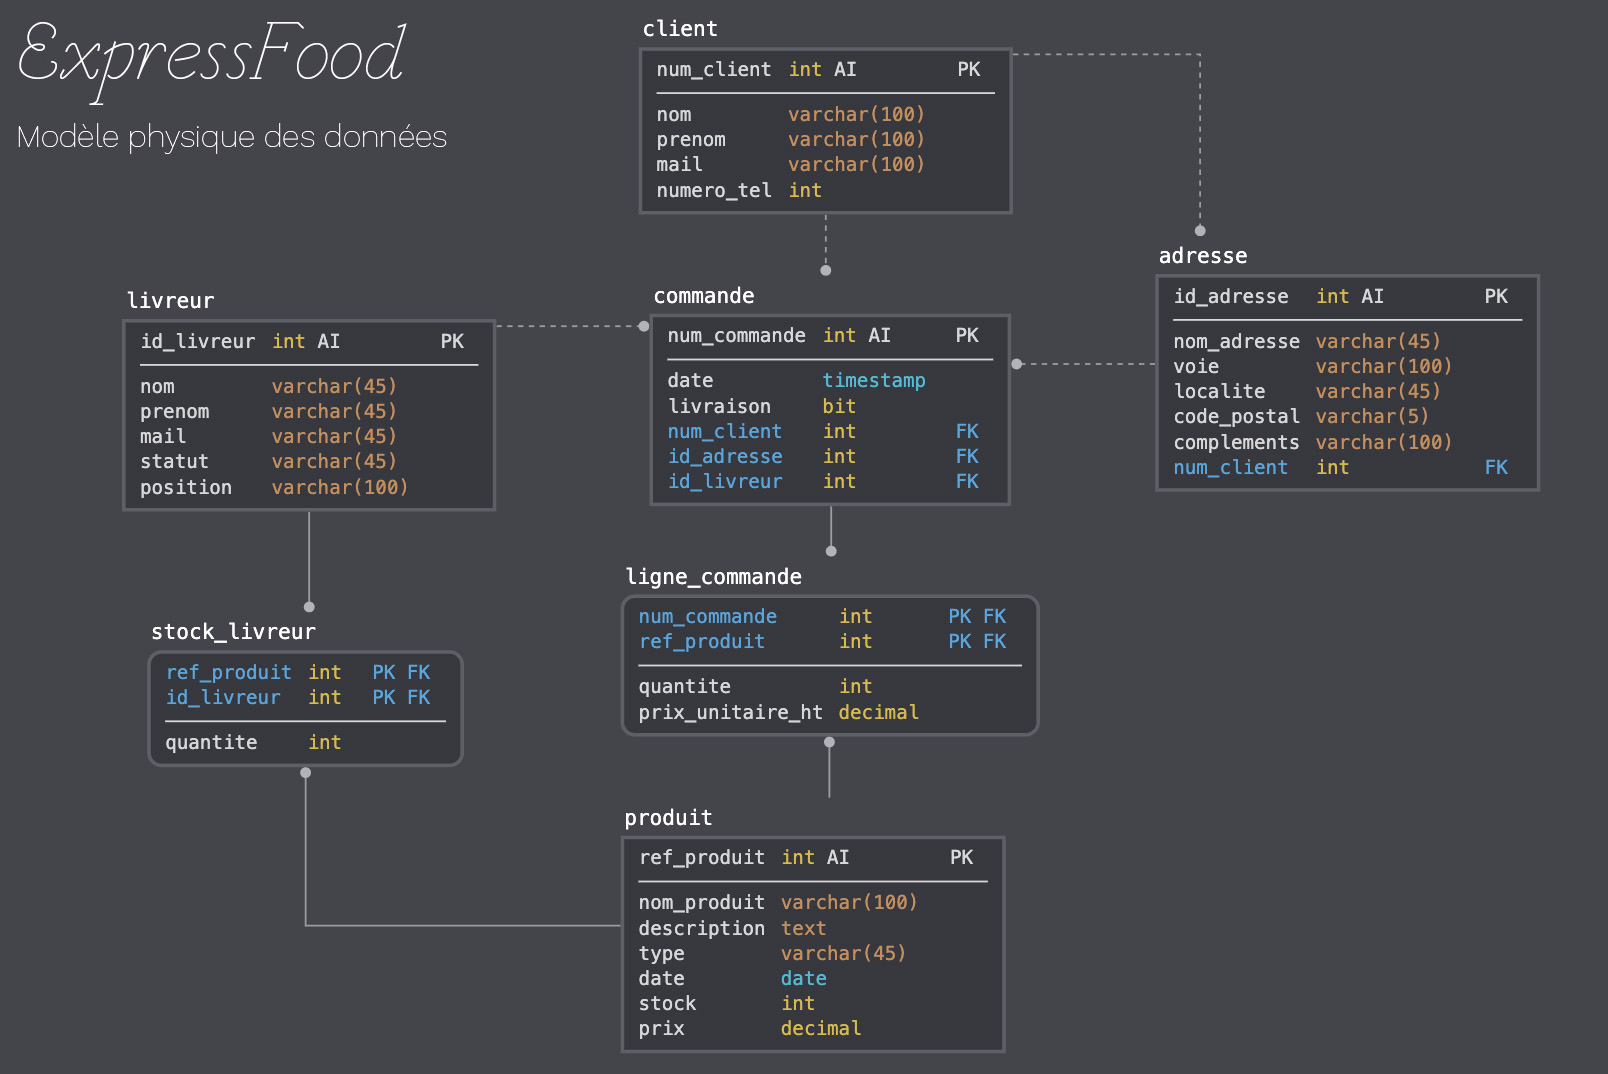 ExpressFood
Modèle physique des données
client
num_client int AI PK
nom varchar(100)
prenom varchar(100)
mail varchar(100)
numero_tel int
adresse
id_adresse int AI PK
nom_adresse varchar(45)
voie varchar(100)
localite varchar(45)
code_postal varchar(5)
complements varchar(100)
num_client int FK
livreur
id_livreur int AI PK
nom varchar(45)
prenom varchar(45)
mail varchar(45)
statut varchar(45)
position varchar(100)
commande
num_commande int AI PK
date timestamp
livraison bit
num_client int FK
id_adresse int FK
id_livreur int FK
ligne_commande
num_commande int PK FK
ref_produit int PK FK
quantite int
prix_unitaire_ht decimal
stock_livreur
ref_produit int PK FK
id_livreur int PK FK
quantite int
produit
ref_produit int AI PK
nom_produit varchar(100)
description text
type varchar(45)
date date
stock int
prix decimal